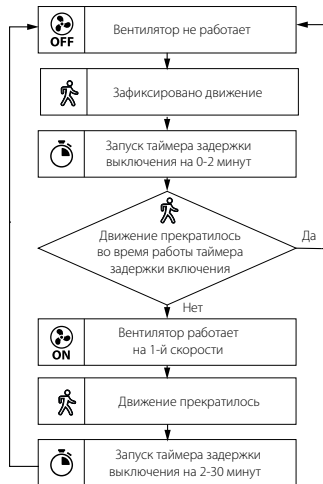 OFF
Вентилятор не работает
Зафиксировано движение
Запуск таймера задержки
выключения на 0-2 минут
Движение прекратилось
во время работы таймера
задержки включения
Да
Нет
ON
Вентилятор работает
на 1-й скорости
Движение прекратилось
Запуск таймера задержки
выключения на 2-30 минут